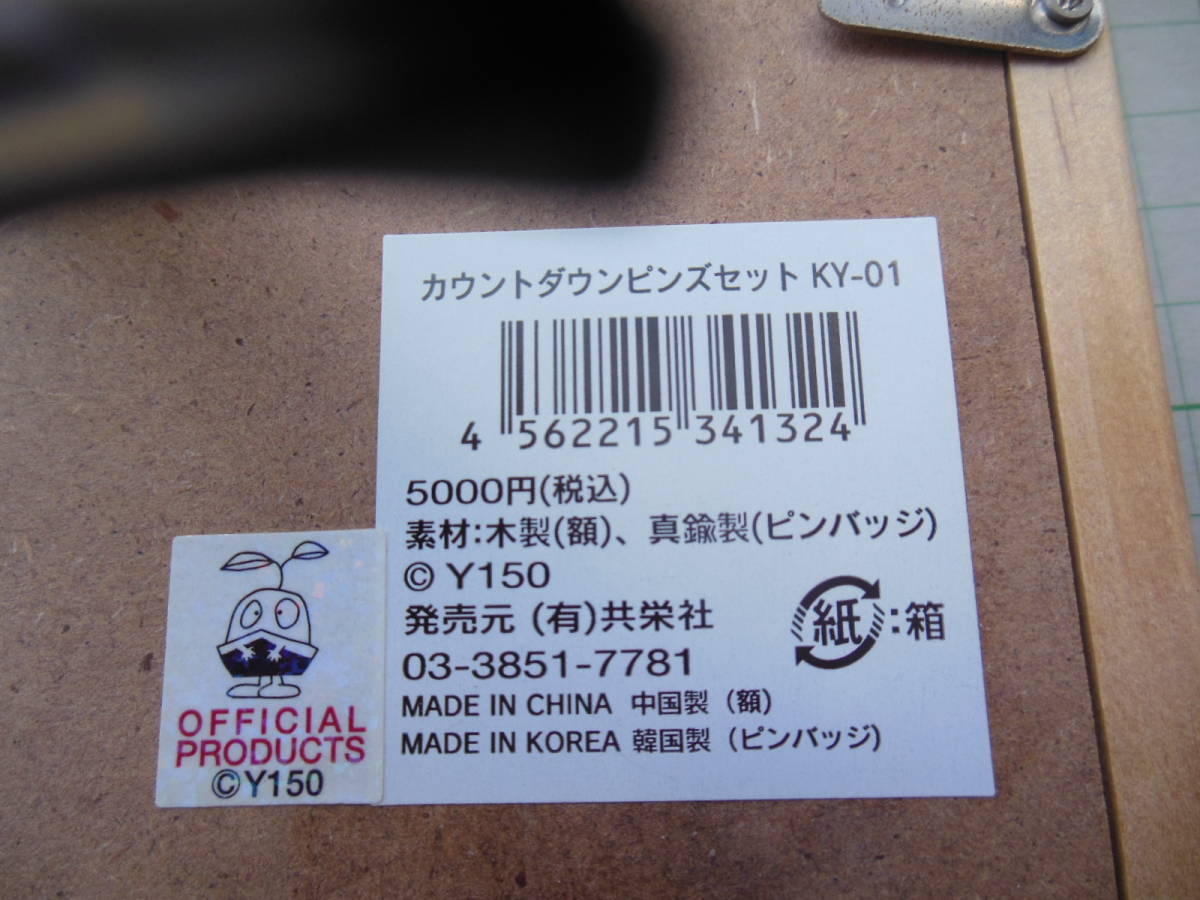 カウントダウンピンズセット KY-01
4 562215 341324
5000円(税込)
素材:木製(額)、真鍮製(ピンバッジ)
© Y150
発売元 (有)共栄社
紙:箱
03-3851-7781
MADE IN CHINA 中国製 (額)
MADE IN KOREA 韓国製 (ピンバッジ)
OFFICIAL
PRODUCTS
©Y150